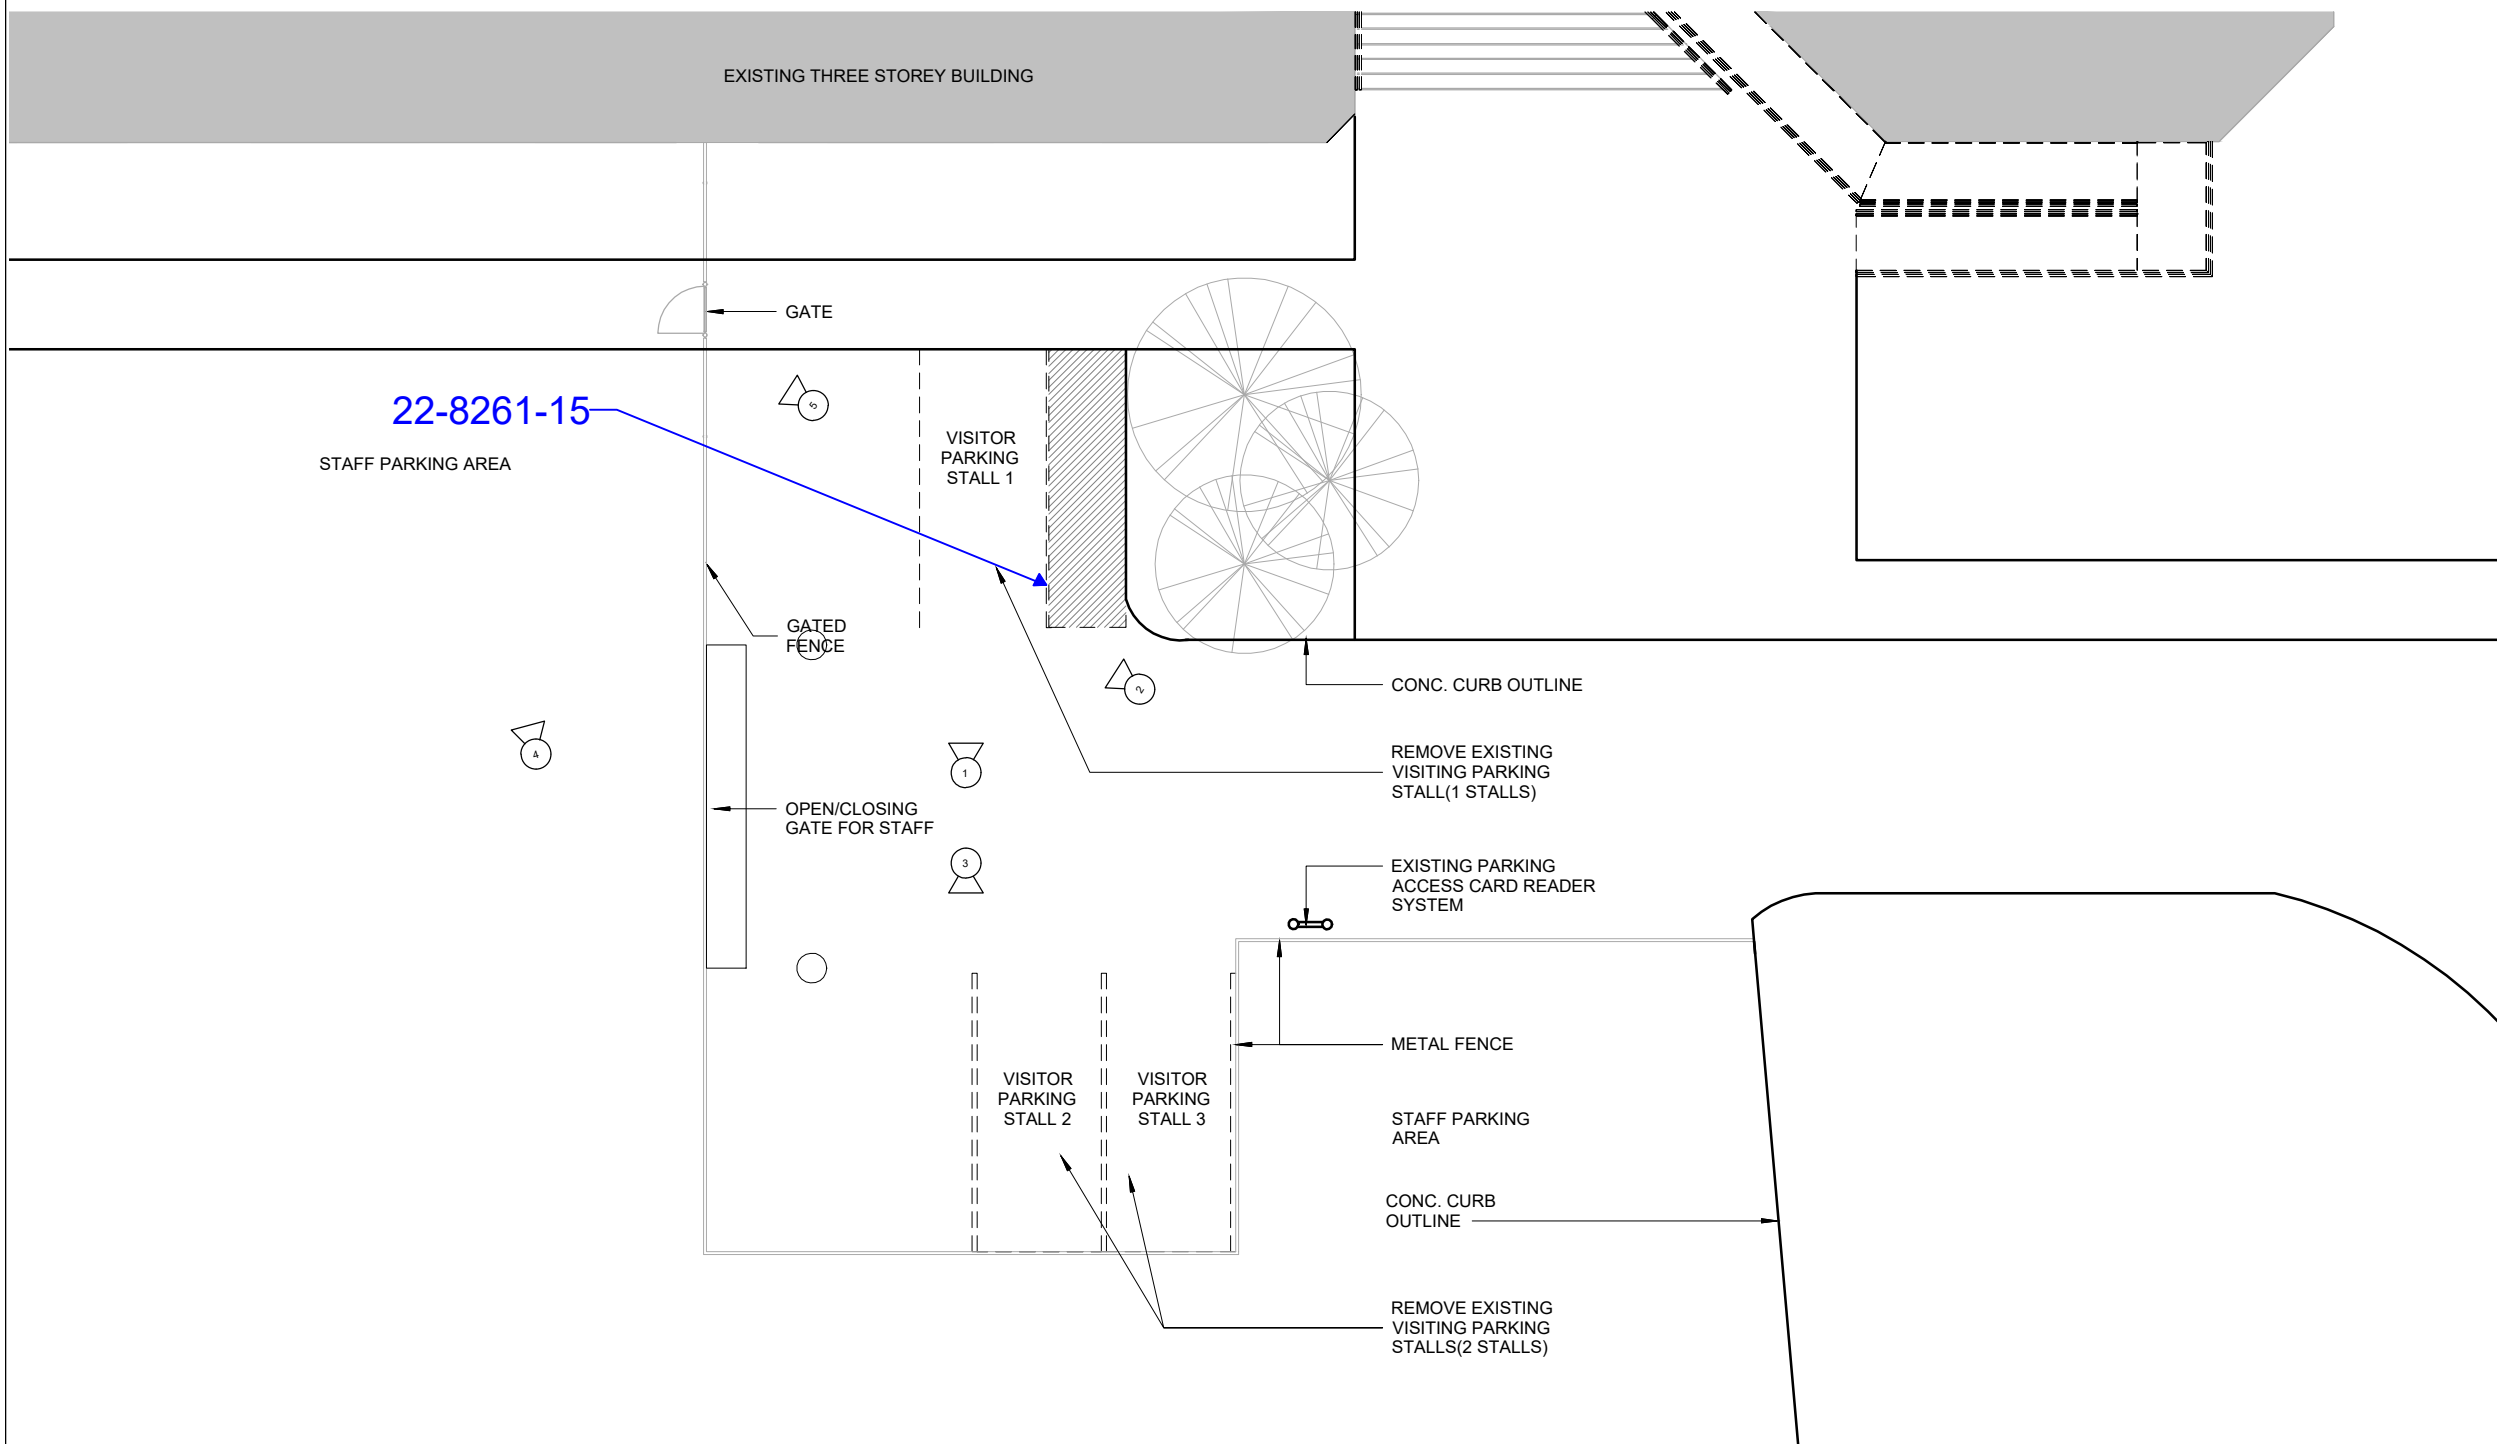 EXISTING THREE STOREY BUILDING
GATE
5
22-8261-15
STAFF PARKING AREA
VISITOR
PARKING
STALL 1
GATED
FENCE
2
CONC. CURB OUTLINE
4
1
REMOVE EXISTING
VISITING PARKING
STALL(1 STALLS)
OPEN/CLOSING
GATE FOR STAFF
3
EXISTING PARKING
ACCESS CARD READER
SYSTEM
METAL FENCE
VISITOR
PARKING
STALL 2
VISITOR
PARKING
STALL 3
STAFF PARKING
AREA
CONC. CURB
OUTLINE
REMOVE EXISTING
VISITING PARKING
STALLS(2 STALLS)